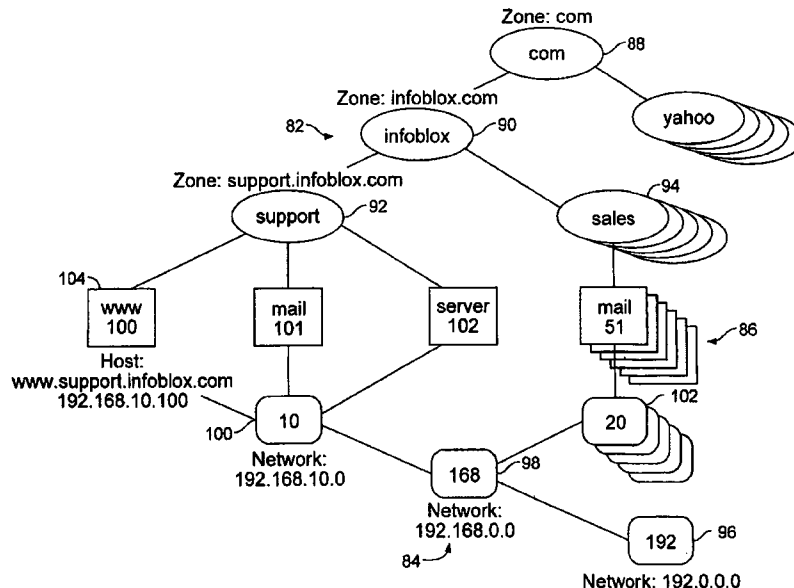 Zone: com
com
88
Zone: infoblox.com
82
infoblox
90
yahoo
Zone: support.infoblox.com
support
92
94
sales
104
www
100
mail
101
server
102
mail
51
86
Host:
www.support.infoblox.com
192.168.10.100
100
10
102
20
Network:
192.168.10.0
168
98
Network:
192.168.0.0
84
192
96
Network: 192.0.0.0